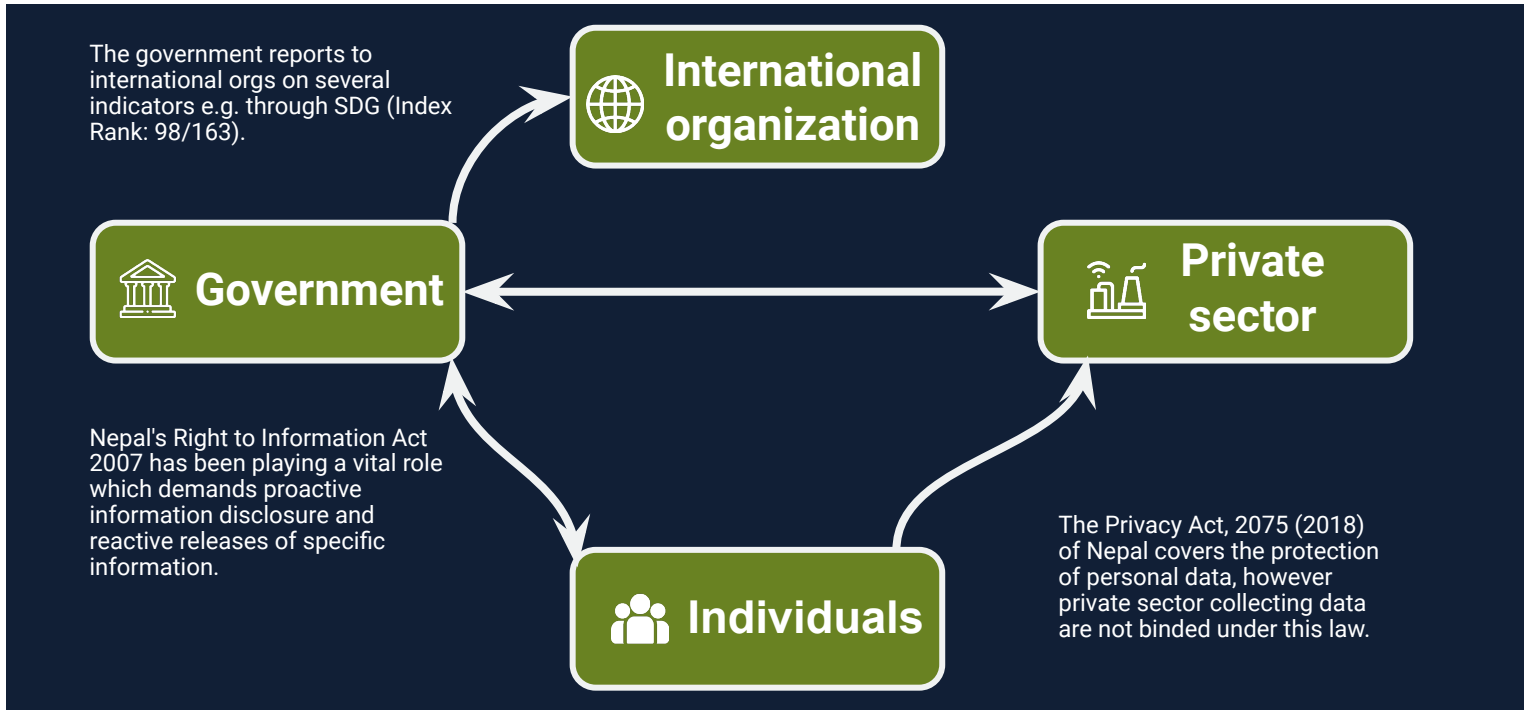 The government reports to
international orgs on several
indicators e.g. through SDG (Index
Rank: 98/163).
International
organization
Government
Private
sector
Nepal's Right to Information Act
2007 has been playing a vital role
which demands proactive
information disclosure and
reactive releases of specific
information.
The Privacy Act, 2075 (2018)
of Nepal covers the protection
of personal data, however
private sector collecting data
are not binded under this law.
Individuals